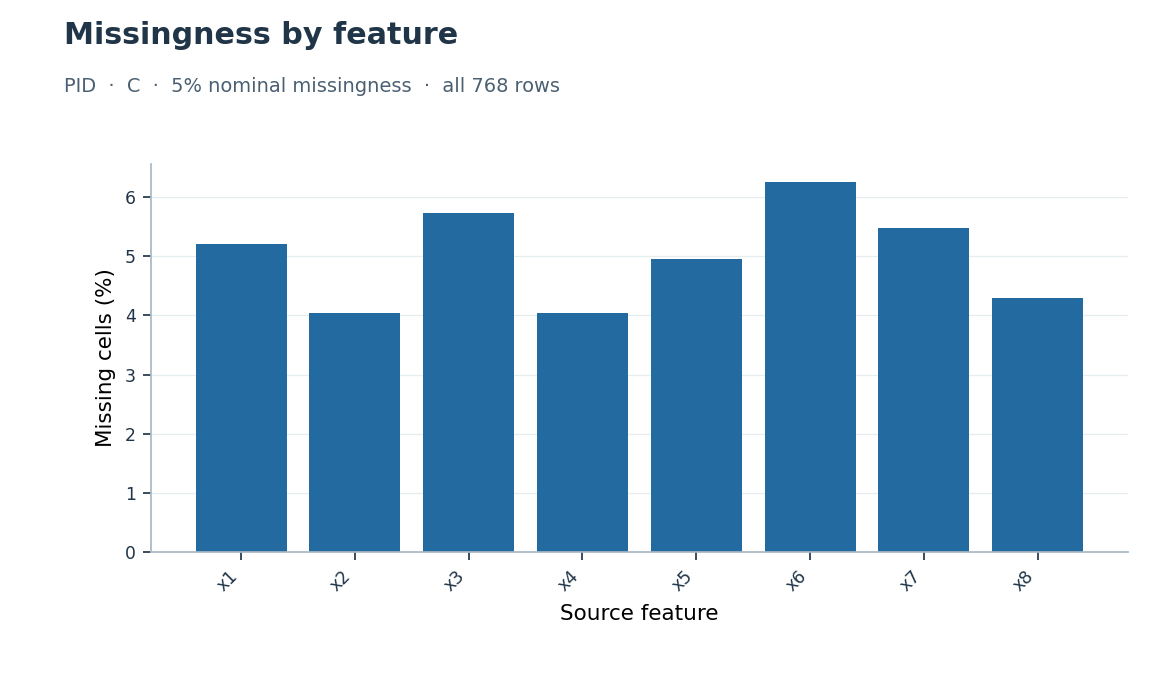 Missingness by feature
PID · C · 5% nominal missingness · all 768 rows
Missing cells (%)
6
5
4
3
2
1
0
x1 x2 x3 x4 x5 x6 x7 x8
Source feature